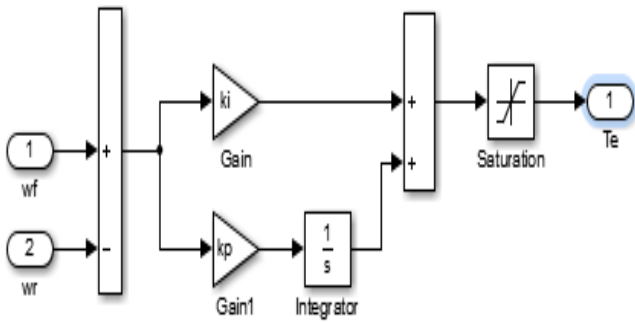 ki
Gain
1
wf
+
-
2
wr
kp
Gain1
1
s
Integrator
+
+
Saturation
1
Te